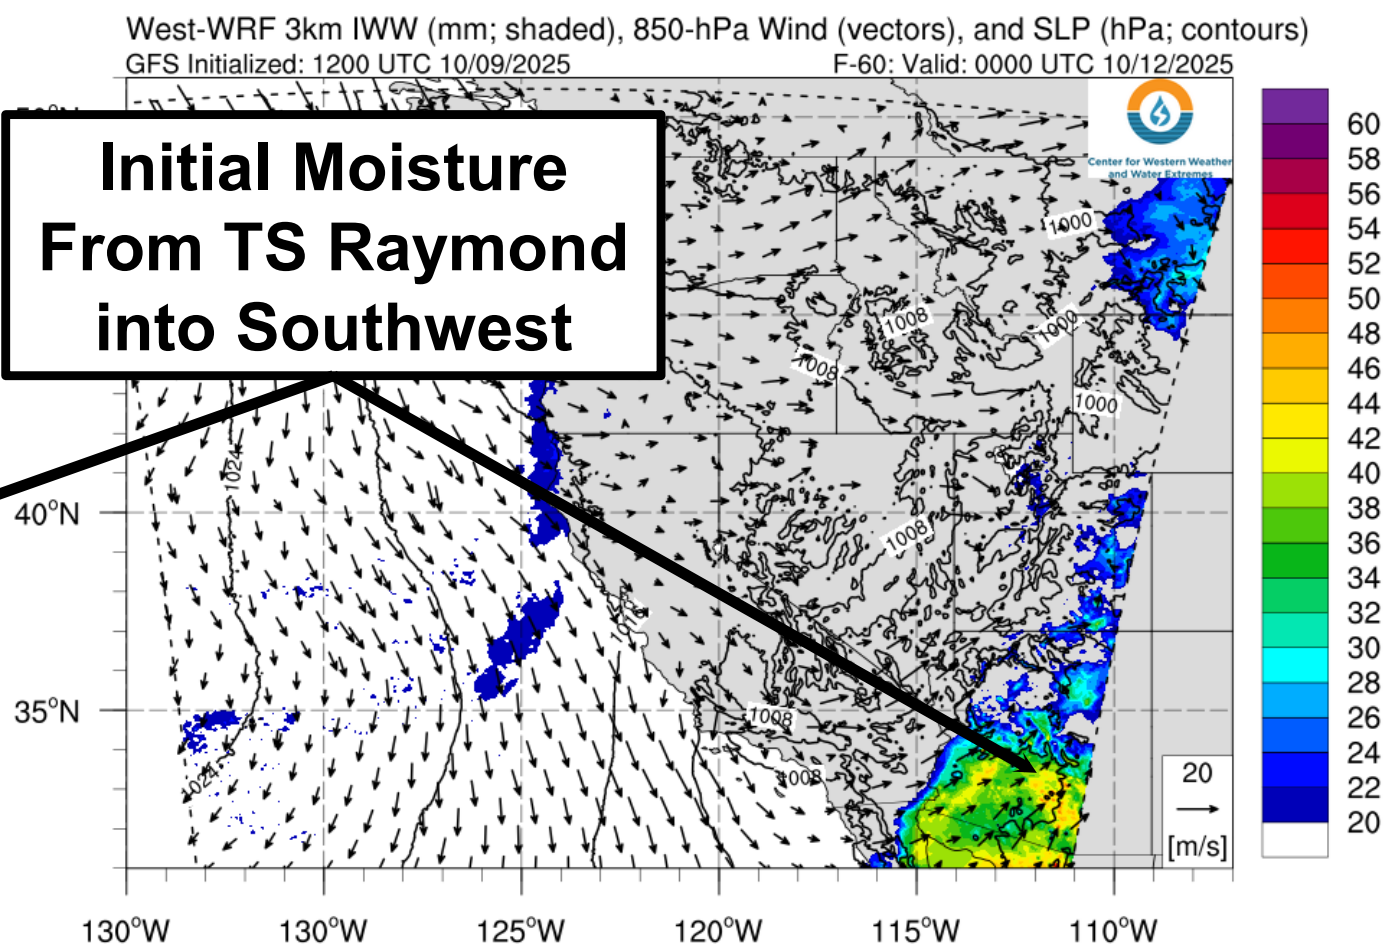 West-WRF 3km IWW (mm; shaded), 850-hPa Wind (vectors), and SLP (hPa; contours)
GFS Initialized: 1200 UTC 10/09/2025
F-60: Valid: 0000 UTC 10/12/2025
Initial Moisture
From TS Raymond
into Southwest
Center for Western Weather
and Water Extremes
1000
1008
1000
1008
1000
1024
1008
1016
1008
1008
1024
40°N
35°N
20
[m/s]
130°W
130°W
125°W
120°W
115°W
110°W
60
58
56
54
52
50
48
46
44
42
40
38
36
34
32
30
28
26
24
22
20